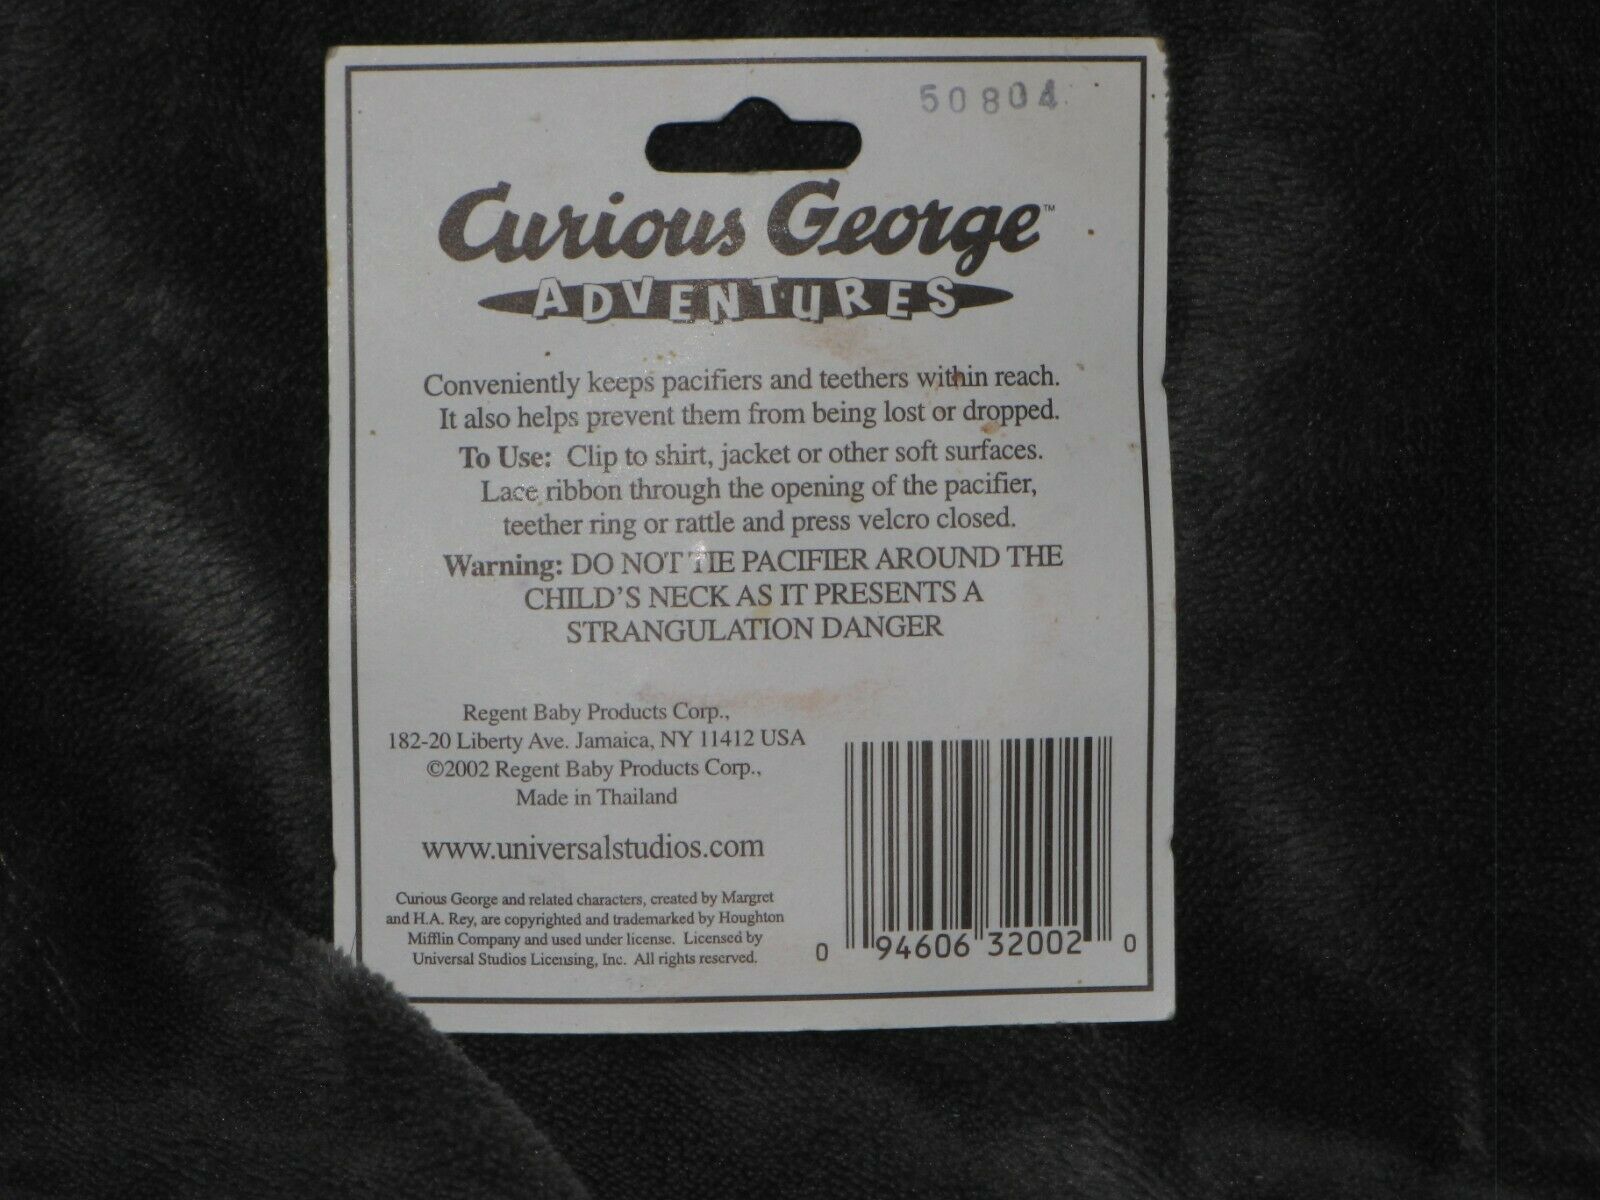 50804
Curious George™
ADVENTURES
Conveniently keeps pacifiers and teethers within reach.
It also helps prevent them from being lost or dropped.
To Use: Clip to shirt, jacket or other soft surfaces.
Lace ribbon through the opening of the pacifier,
teether ring or rattle and press velcro closed.
Warning: DO NOT TIE PACIFIER AROUND THE
CHILD'S NECK AS IT PRESENTS A
STRANGULATION DANGER
Regent Baby Products Corp.,
182-20 Liberty Ave. Jamaica, NY 11412 USA
©2002 Regent Baby Products Corp.,
Made in Thailand
www.universalstudios.com
Curious George and related characters, created by Margret
and H.A. Rey, are copyrighted and trademarked by Houghton
Mifflin Company and used under license. Licensed by
Universal Studios Licensing, Inc. All rights reserved.
0 94606 32002 0